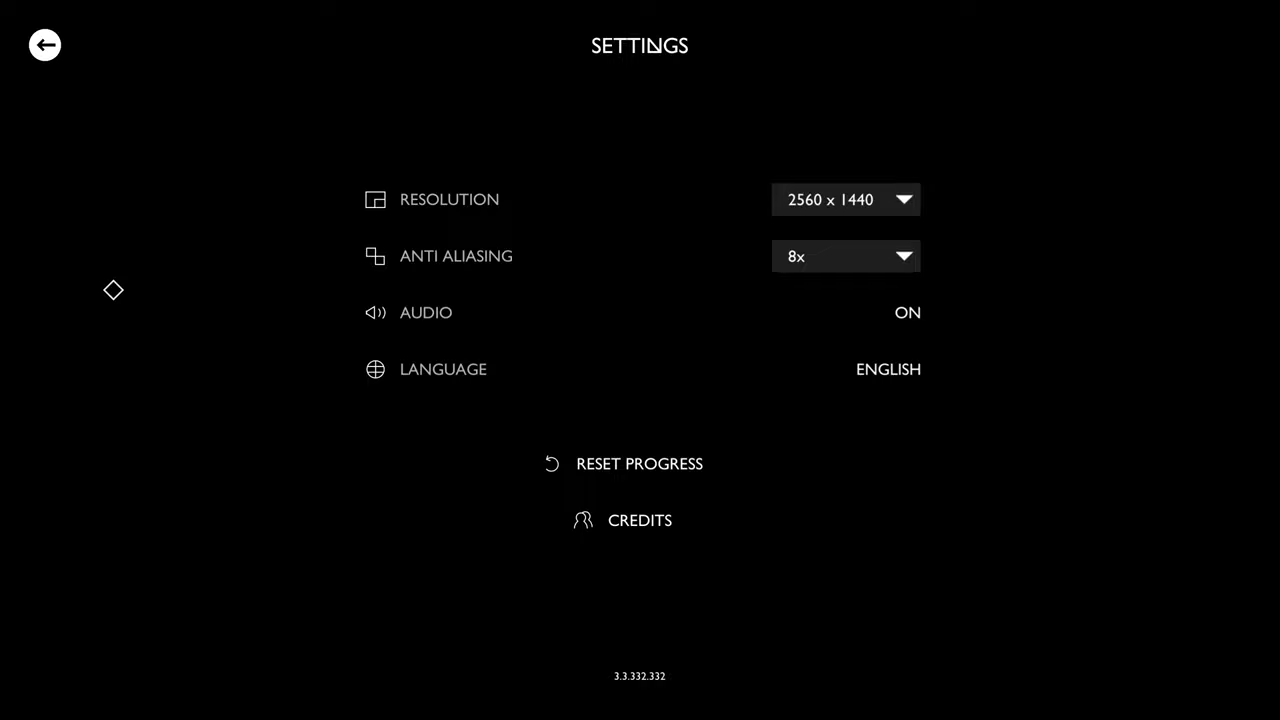 SETTINGS
RESOLUTION 2560 x 1440
ANTI ALIASING 8x
AUDIO ON
LANGUAGE ENGLISH
RESET PROGRESS
CREDITS
3.3.332.332